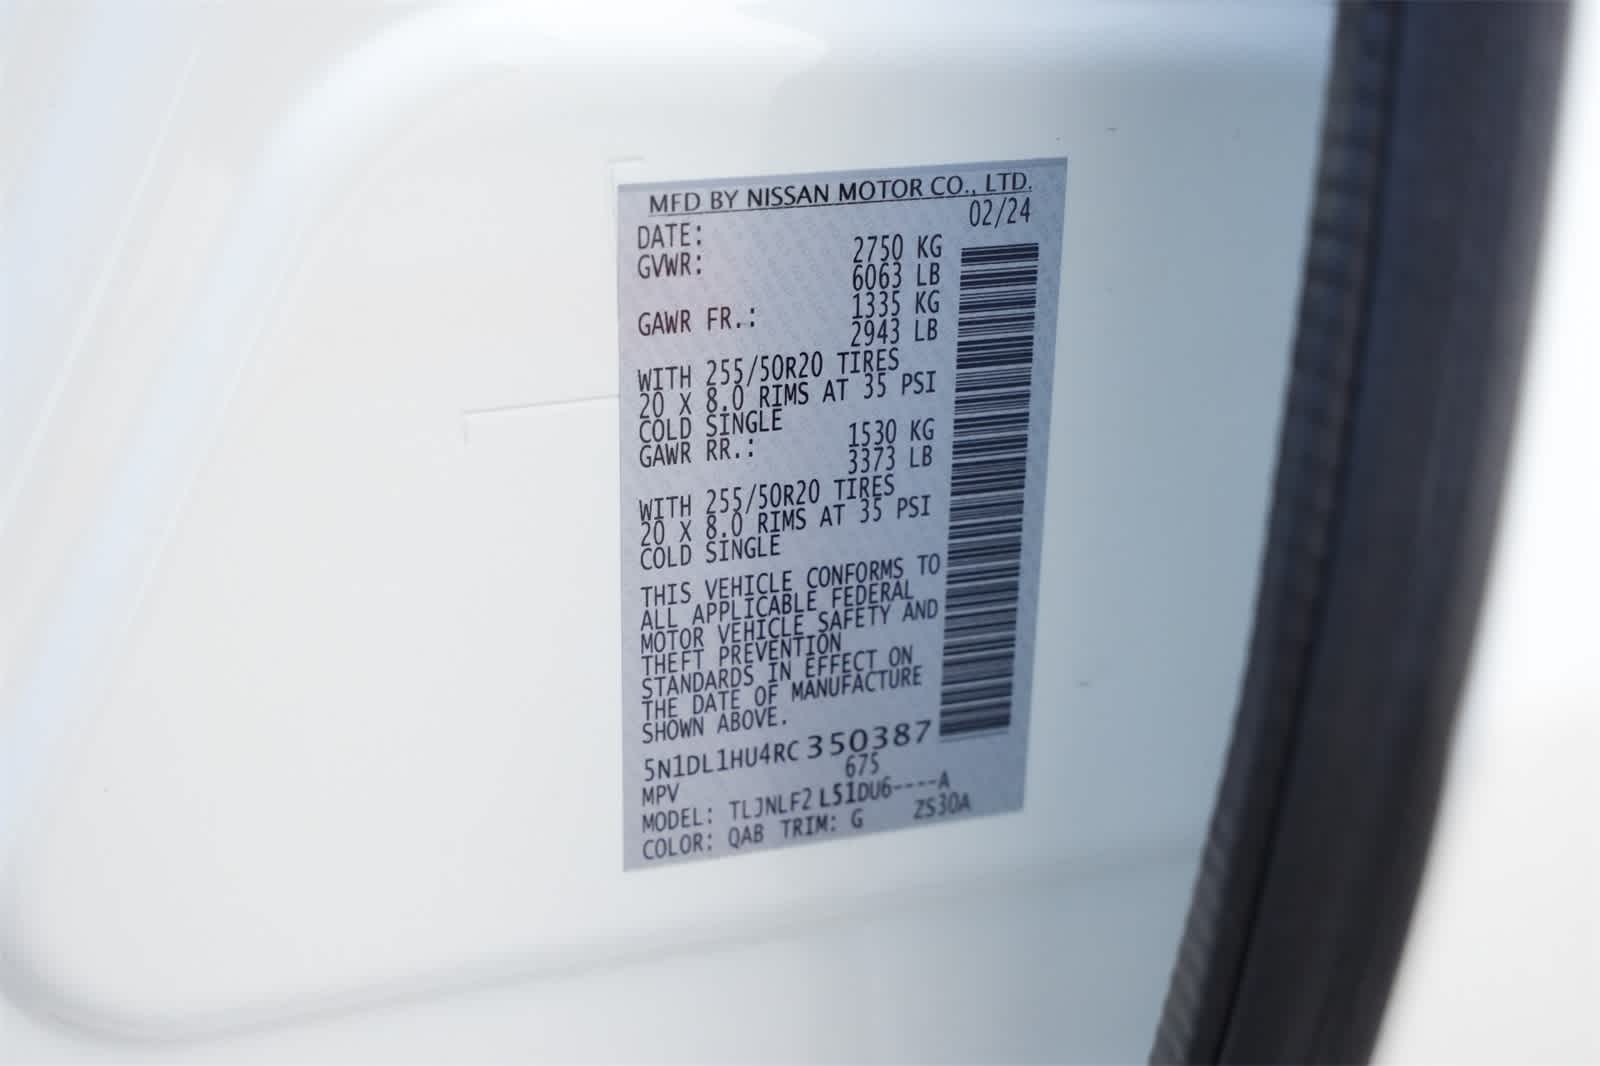 MFD BY NISSAN MOTOR CO., LTD.
DATE: 02/24
GVWR: 2750 KG
6063 LB
GAWR FR.: 1335 KG
2943 LB
WITH 255/50R20 TIRES
20 X 8.0 RIMS AT 35 PSI
COLD SINGLE
GAWR RR.: 1530 KG
3373 LB
WITH 255/50R20 TIRES
20 X 8.0 RIMS AT 35 PSI
COLD SINGLE
THIS VEHICLE CONFORMS TO
ALL APPLICABLE FEDERAL
MOTOR VEHICLE SAFETY AND
THEFT PREVENTION
STANDARDS IN EFFECT ON
THE DATE OF MANUFACTURE
SHOWN ABOVE.
5N1DL1HU4RC350387
MPV 675
MODEL: TLJNLF2 L51DU6----A
COLOR: QAB TRIM: G ZS30A